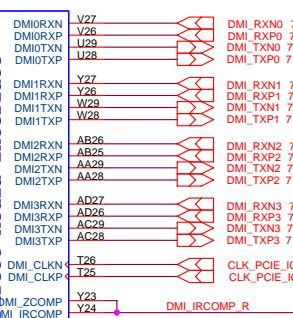 DMI0RXN V27 DMI_RXN0 7
DMI0RXP V26 DMI_RXP0 7
DMI0TXN U29 DMI_TXN0 7
DMI0TXP U28 DMI_TXP0 7
DMI1RXN Y27 DMI_RXN1 7
DMI1RXP Y26 DMI_RXP1 7
DMI1TXN W29 DMI_TXN1 7
DMI1TXP W28 DMI_TXP1 7
DMI2RXN AB26 DMI_RXN2 7
DMI2RXP AB25 DMI_RXP2 7
DMI2TXN AA29 DMI_TXN2 7
DMI2TXP AA28 DMI_TXP2 7
DMI3RXN AD27 DMI_RXN3 7
DMI3RXP AD26 DMI_RXP3 7
DMI3TXN AC29 DMI_TXN3 7
DMI3TXP AC28 DMI_TXP3 7
DMI_CLKN T26 CLK_PCIE_IC
DMI_CLKP T25 CLK_PCIE_IC
DMI_ZCOMP Y23
DMI_IRCOMP Y24 DMI_IRCOMP_R